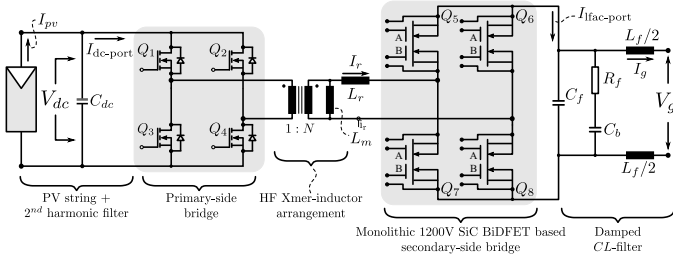 I_pv
I_dc-port
V_dc
C_dc
Q_1
Q_2
Q_3
Q_4
1 : N
I_r
L_r
L_m
i_r
Q_5
Q_6
A
B
A
B
A
B
A
B
Q_7
Q_8
I_lfac-port
L_f/2
I_g
R_f
C_f
C_b
V_g
L_f/2
PV string +
2^nd harmonic filter
Primary-side
bridge
HF Xmer-inductor
arrangement
Monolithic 1200V SiC BiDFET based
secondary-side bridge
Damped
CL-filter